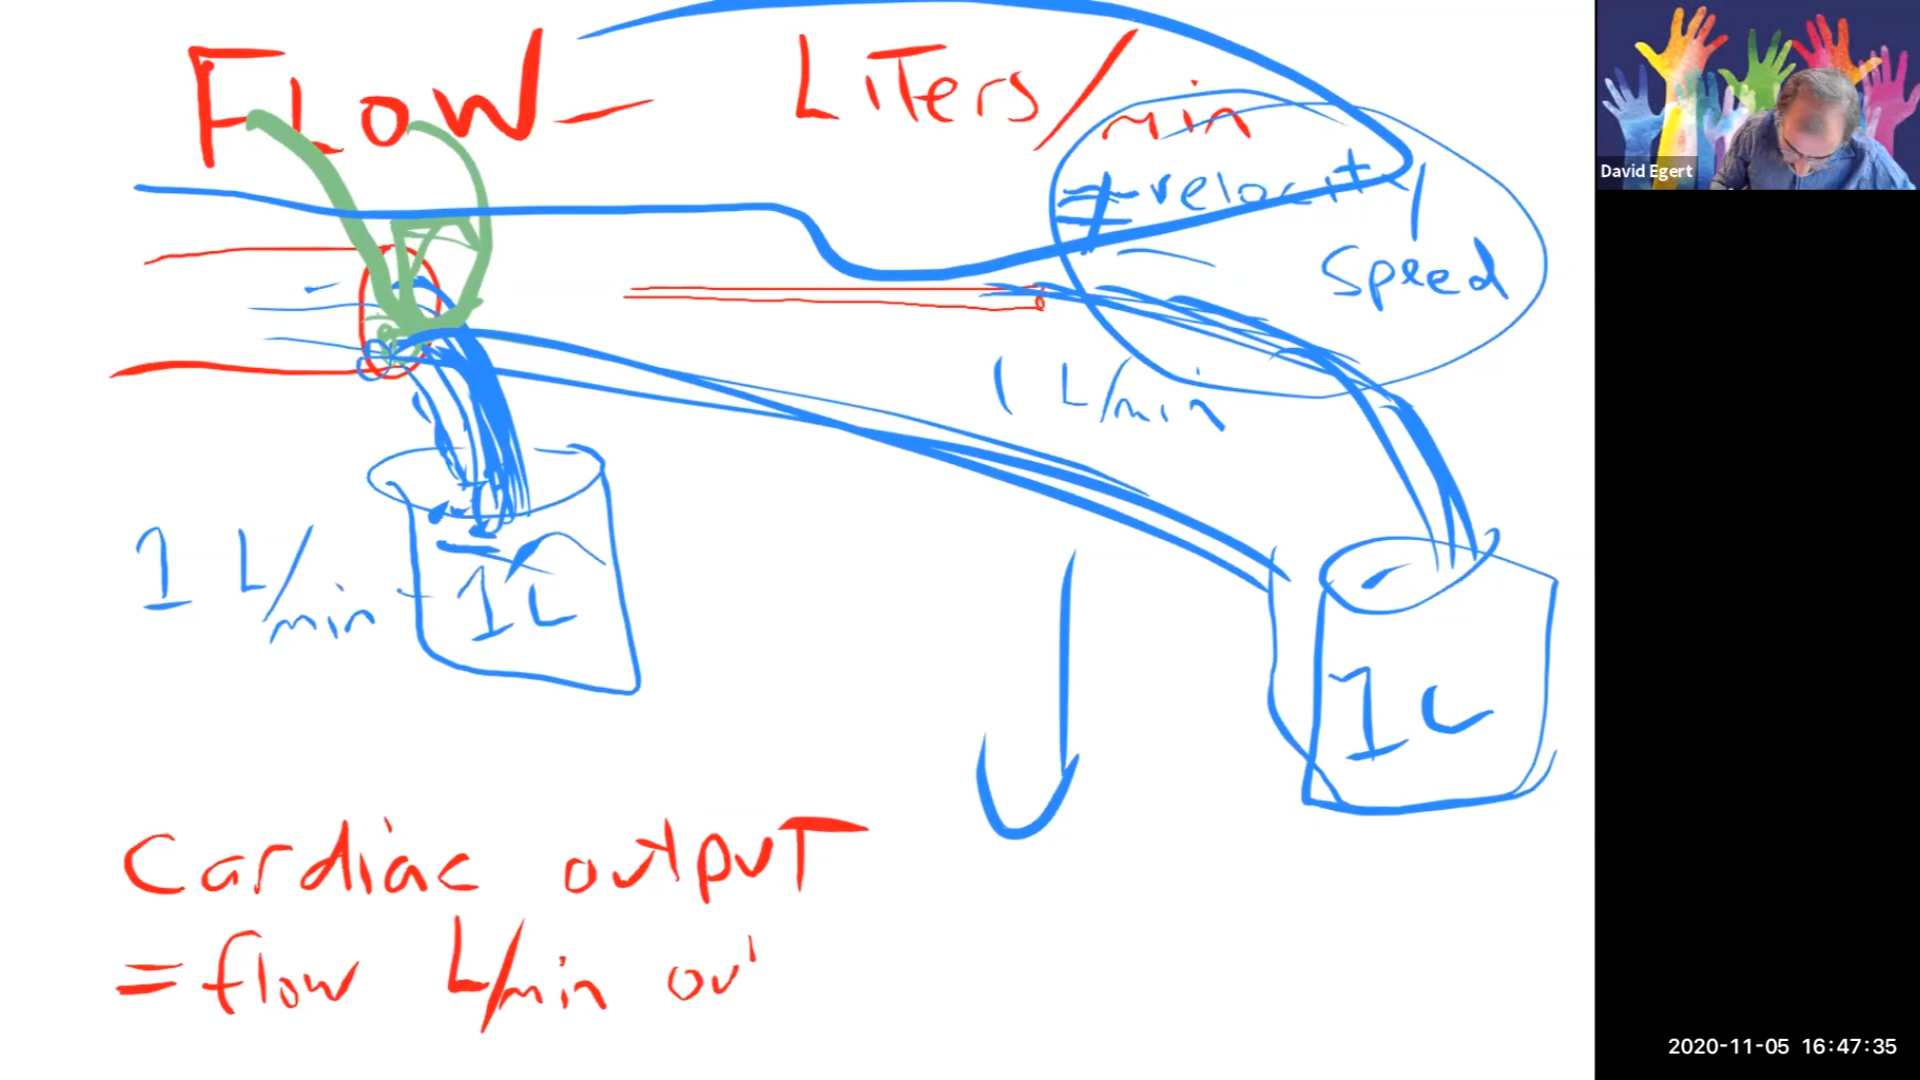 FLOW – LiTers/min
≠ velocity
Speed
1 L/min
1 L/min
1L
1L
Cardiac outpuT
= flow L/min ou
David Egert
2020-11-05 16:47:35